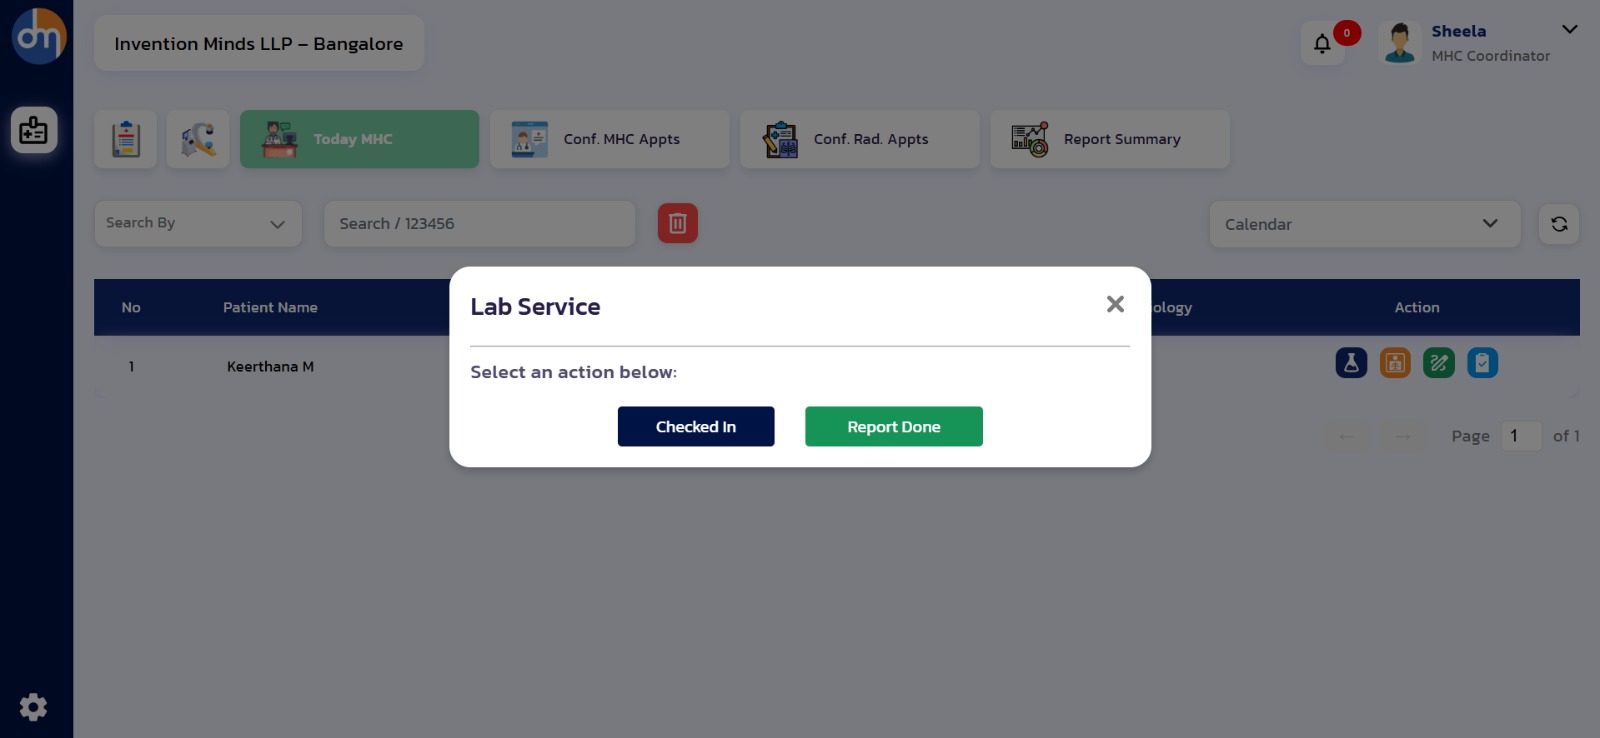 dm
Invention Minds LLP – Bangalore
0
Sheela
MHC Coordinator
Today MHC
Conf. MHC Appts
Conf. Rad. Appts
Report Summary
Search By
Search / 123456
Calendar
No
Patient Name
ology
Action
1
Keerthana M
Lab Service
Select an action below:
Checked In
Report Done
← → Page 1 of 1